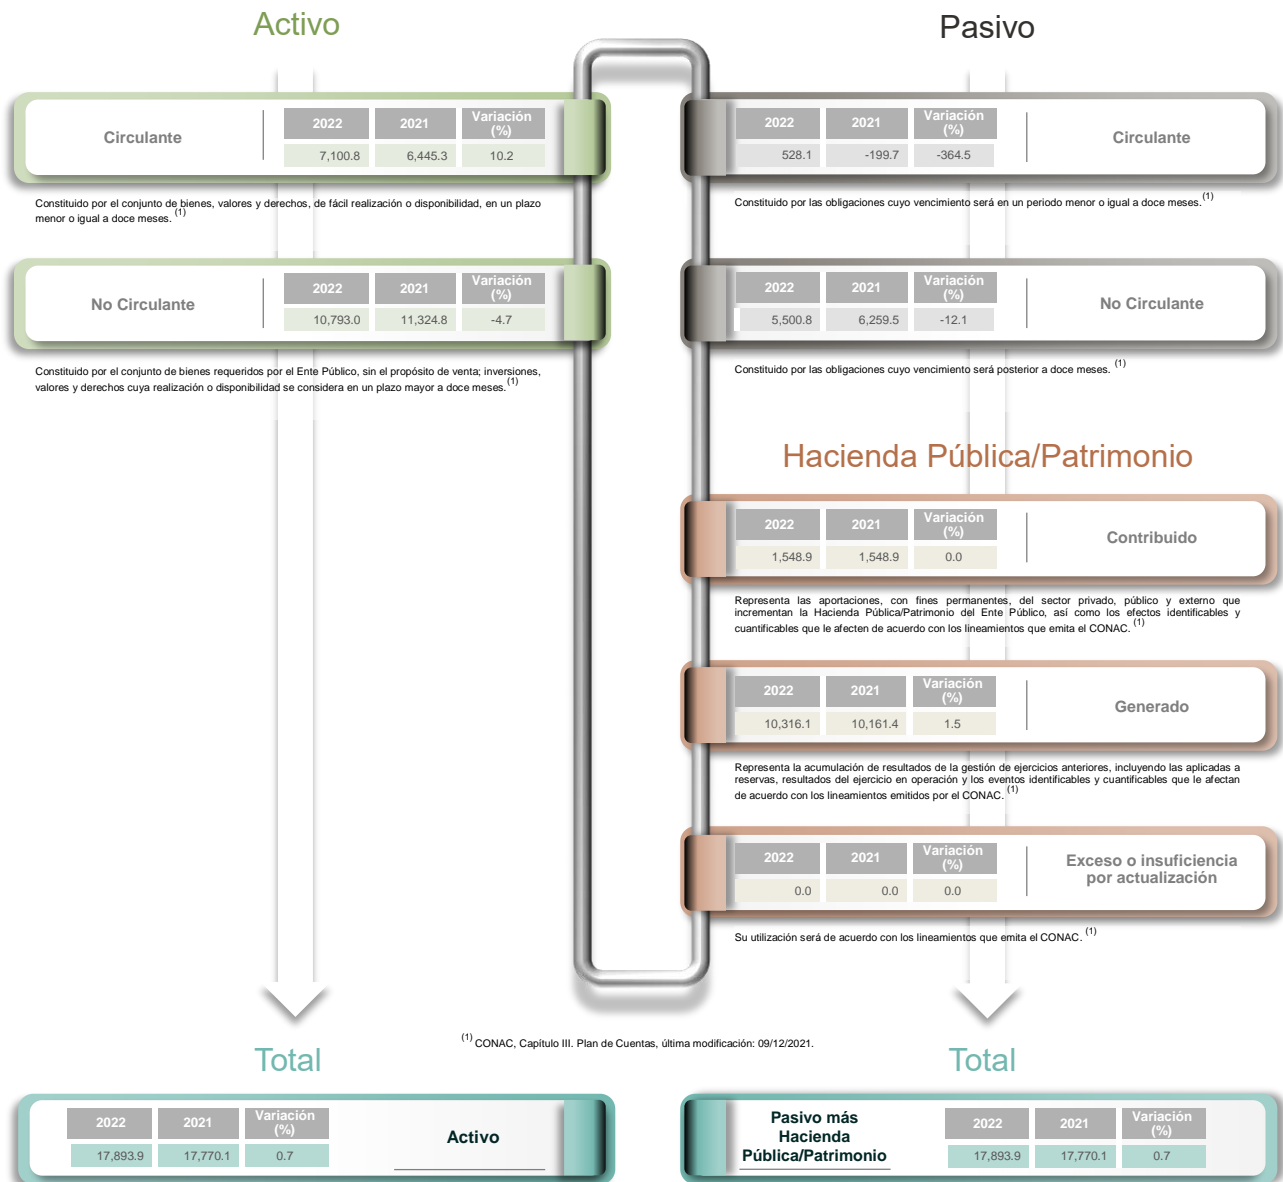 Activo
Circulante
2022 2021 Variación (%)
7,100.8 6,445.3 10.2
Constituido por el conjunto de bienes, valores y derechos, de fácil realización o disponibilidad, en un plazo
menor o igual a doce meses. (1)
No Circulante
2022 2021 Variación (%)
10,793.0 11,324.8 -4.7
Constituido por el conjunto de bienes requeridos por el Ente Público, sin el propósito de venta; inversiones,
valores y derechos cuya realización o disponibilidad se considera en un plazo mayor a doce meses. (1)
Pasivo
2022 2021 Variación (%)
528.1 -199.7 -364.5
Circulante
Constituido por las obligaciones cuyo vencimiento será en un periodo menor o igual a doce meses. (1)
2022 2021 Variación (%)
5,500.8 6,259.5 -12.1
No Circulante
Constituido por las obligaciones cuyo vencimiento será posterior a doce meses. (1)
Hacienda Pública/Patrimonio
2022 2021 Variación (%)
1,548.9 1,548.9 0.0
Contribuido
Representa las aportaciones, con fines permanentes, del sector privado, público y externo que
incrementan la Hacienda Pública/Patrimonio del Ente Público, así como los efectos identificables y
cuantificables que le afecten de acuerdo con los lineamientos que emita el CONAC. (1)
2022 2021 Variación (%)
10,316.1 10,161.4 1.5
Generado
Representa la acumulación de resultados de la gestión de ejercicios anteriores, incluyendo las aplicadas a
reservas, resultados del ejercicio en operación y los eventos identificables y cuantificables que le afectan
de acuerdo con los lineamientos emitidos por el CONAC. (1)
2022 2021 Variación (%)
0.0 0.0 0.0
Exceso o insuficiencia
por actualización
Su utilización será de acuerdo con los lineamientos que emita el CONAC. (1)
(1) CONAC, Capítulo III. Plan de Cuentas, última modificación: 09/12/2021.
Total
2022 2021 Variación (%)
17,893.9 17,770.1 0.7
Activo
Total
Pasivo más
Hacienda
Pública/Patrimonio
2022 2021 Variación (%)
17,893.9 17,770.1 0.7